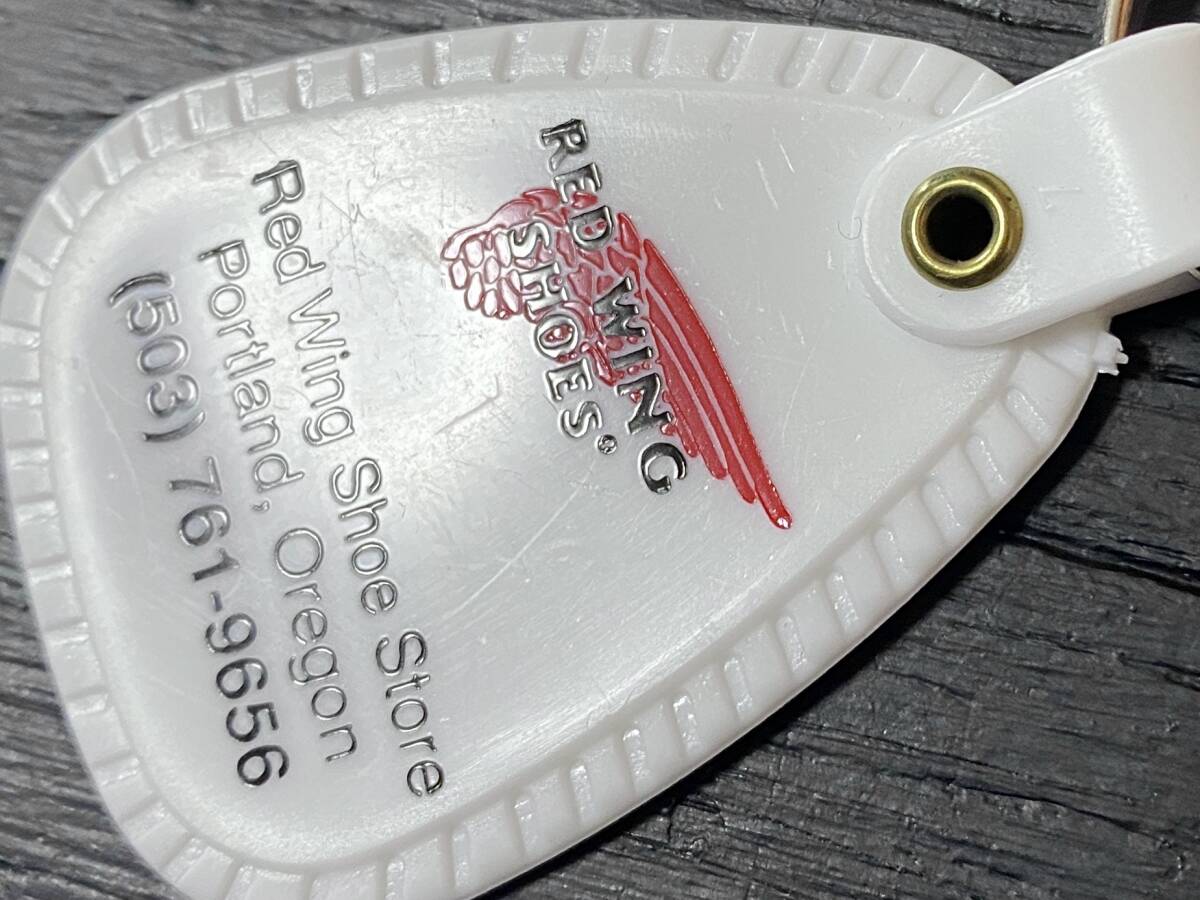 RED WING
SHOES®
Red Wing Shoe Store
Portland, Oregon
(503) 761-9656